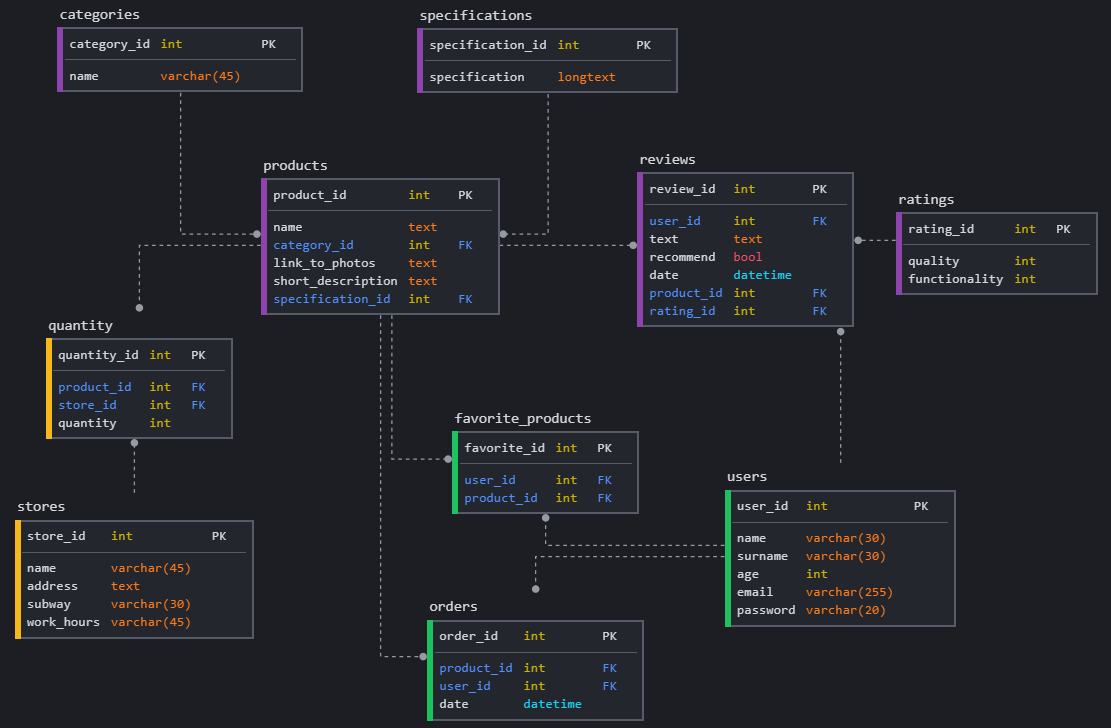 categories
category_id int PK
name varchar(45)
specifications
specification_id int PK
specification longtext
products
product_id int PK
name text
category_id int FK
link_to_photos text
short_description text
specification_id int FK
reviews
review_id int PK
user_id int FK
text text
recommend bool
date datetime
product_id int FK
rating_id int FK
ratings
rating_id int PK
quality int
functionality int
quantity
quantity_id int PK
product_id int FK
store_id int FK
quantity int
favorite_products
favorite_id int PK
user_id int FK
product_id int FK
users
user_id int PK
name varchar(30)
surname varchar(30)
age int
email varchar(255)
password varchar(20)
stores
store_id int PK
name varchar(45)
address text
subway varchar(30)
work_hours varchar(45)
orders
order_id int PK
product_id int FK
user_id int FK
date datetime